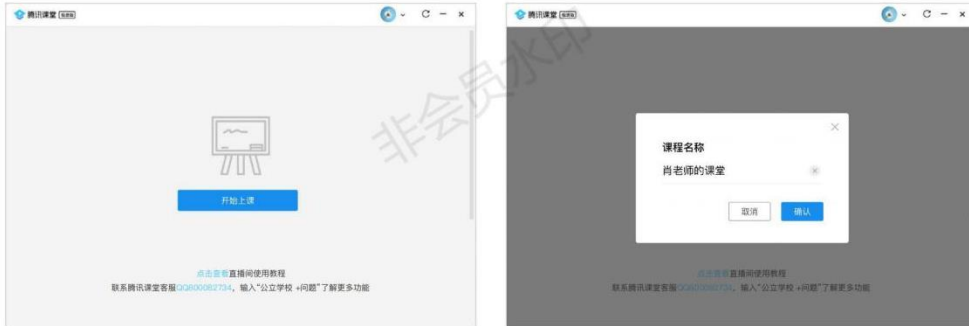 腾讯课堂 极速版
开始上课
点击查看直播间使用教程
联系腾讯课堂客服QQ800082734，输入“公立学校 +问题”了解更多功能
腾讯课堂 极速版
课程名称
肖老师的课堂
取消 确认
点击查看直播间使用教程
联系腾讯课堂客服QQ800082734，输入“公立学校 +问题”了解更多功能
非会员水印